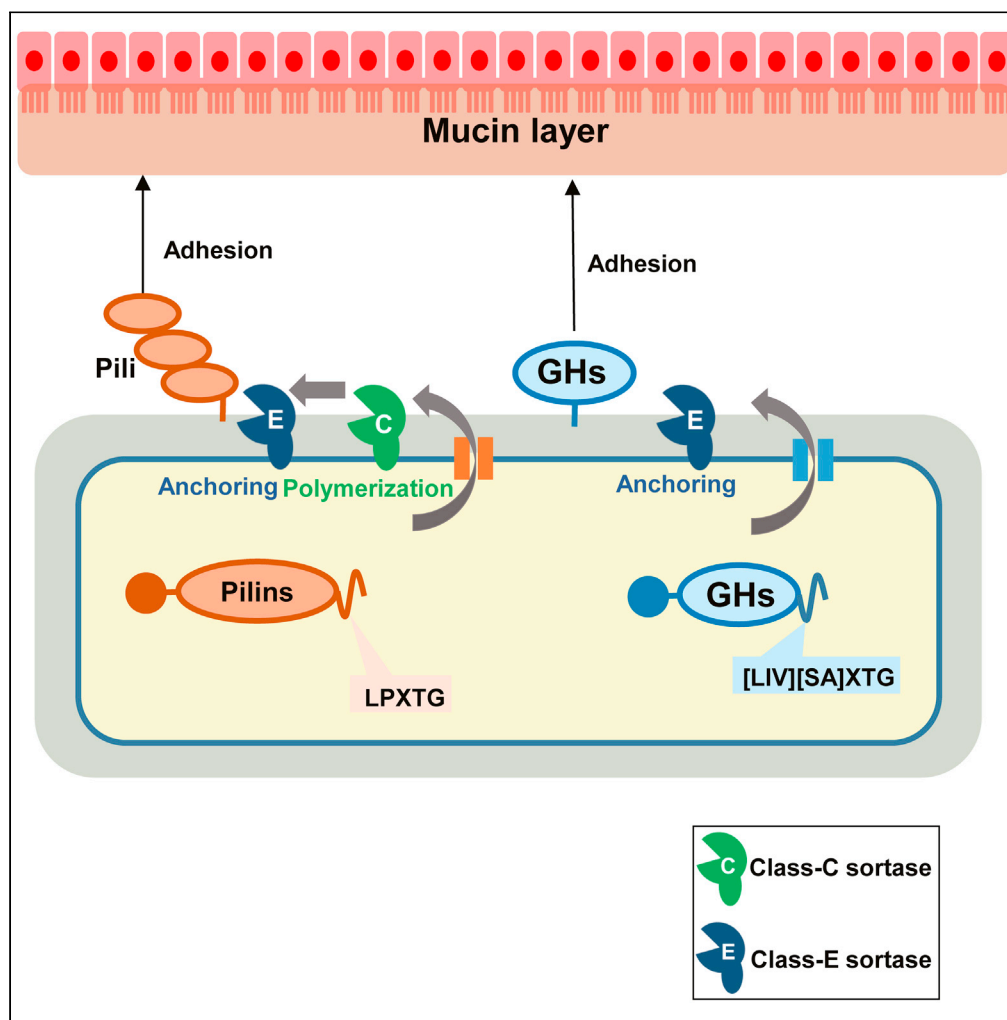 Mucin layer
Adhesion
Adhesion
Pili
GHs
E
C
E
Anchoring
Polymerization
Anchoring
Pilins
GHs
LPXTG
[LIV][SA]XTG
C
Class-C sortase
E
Class-E sortase